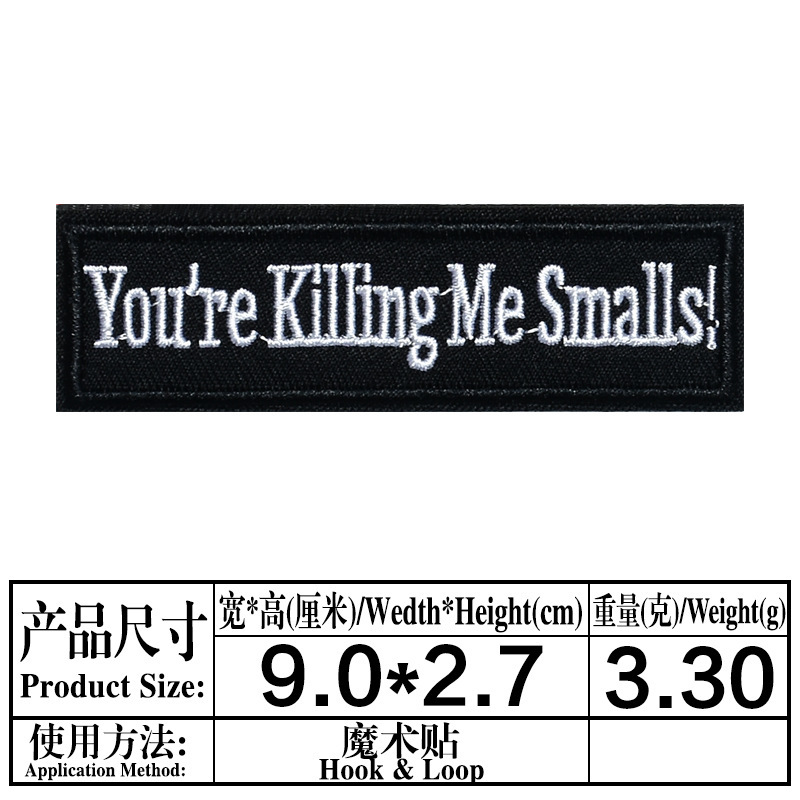 You're Killing Me Smalls!
产品尺寸
Product Size:
宽*高(厘米)/Wedth*Height(cm)
重量(克)/Weight(g)
9.0*2.7
3.30
使用方法:
Application Method:
魔术贴
Hook & Loop